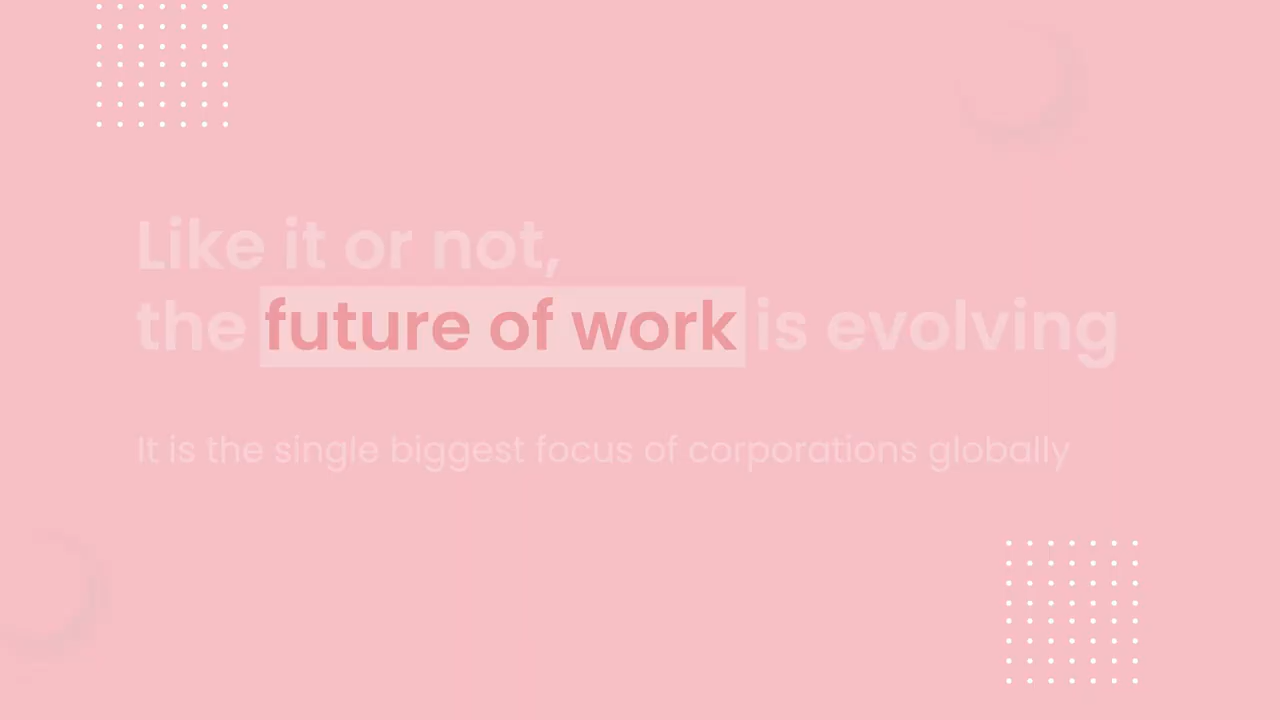 Like it or not,
the future of work is evolving
It is the single biggest focus of corporations globally